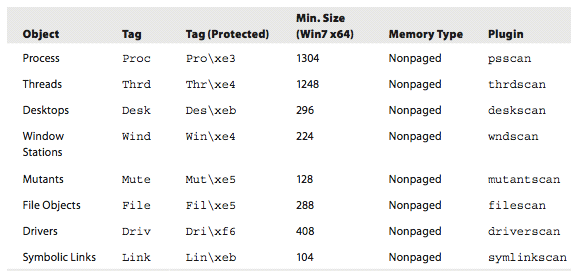 Min. Size
Object Tag Tag (Protected) (Win7 x64) Memory Type Plugin
Process Proc Pro\xe3 1304 Nonpaged psscan
Threads Thrd Thr\xe4 1248 Nonpaged thrdscan
Desktops Desk Des\xeb 296 Nonpaged deskscan
Window Wind Win\xe4 224 Nonpaged wndscan
Stations
Mutants Mute Mut\xe5 128 Nonpaged mutantscan
File Objects File Fil\xe5 288 Nonpaged filescan
Drivers Driv Dri\xf6 408 Nonpaged driverscan
Symbolic Links Link Lin\xeb 104 Nonpaged symlinkscan